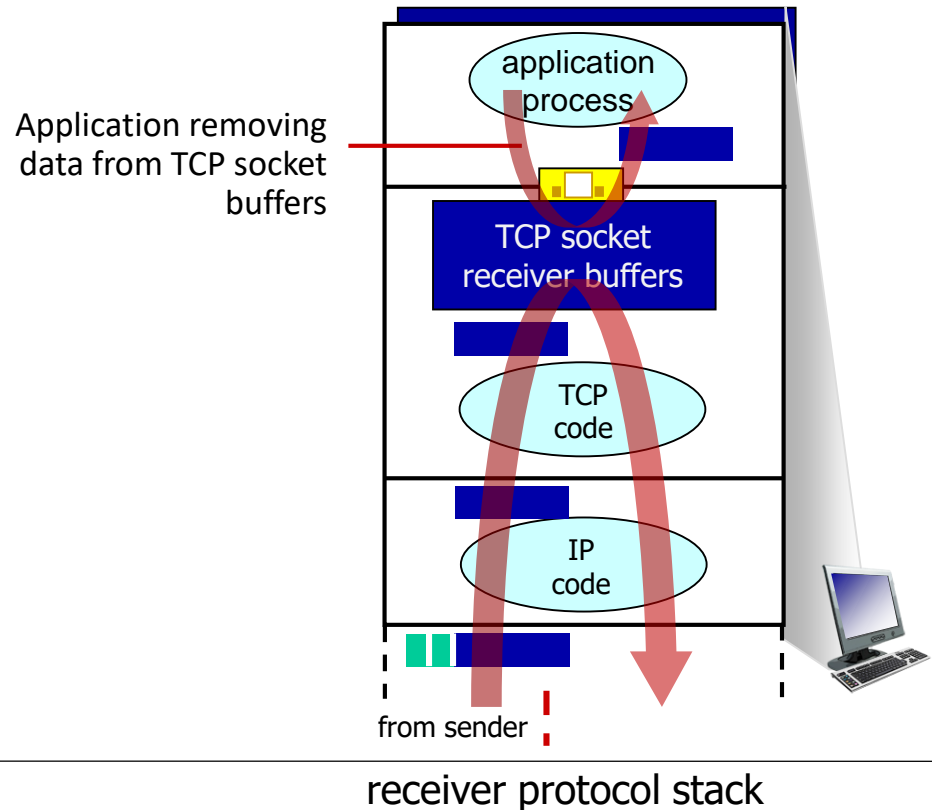 application
process
Application removing
data from TCP socket
buffers
TCP socket
receiver buffers
TCP
code
IP
code
from sender
receiver protocol stack